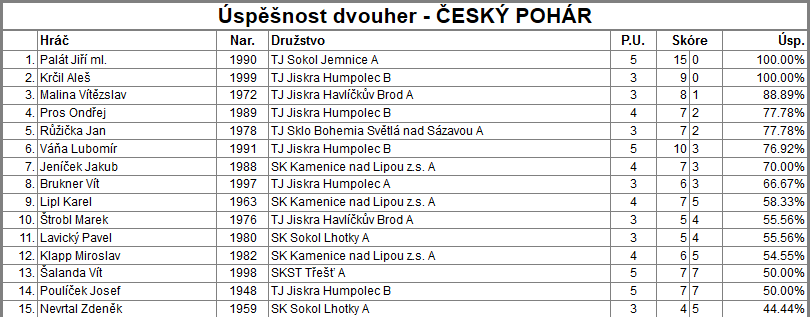 Úspěšnost dvouher - ČESKÝ POHÁR
Hráč Nar. Družstvo P.U. Skóre Úsp.
1. Palát Jiří ml. 1990 TJ Sokol Jemnice A 5 15 0 100.00%
2. Krčil Aleš 1999 TJ Jiskra Humpolec B 3 9 0 100.00%
3. Malina Vítězslav 1972 TJ Jiskra Havlíčkův Brod A 3 8 1 88.89%
4. Pros Ondřej 1989 TJ Jiskra Humpolec B 4 7 2 77.78%
5. Růžička Jan 1978 TJ Sklo Bohemia Světlá nad Sázavou A 3 7 2 77.78%
6. Váňa Lubomír 1991 TJ Jiskra Humpolec B 5 10 3 76.92%
7. Jeníček Jakub 1988 SK Kamenice nad Lipou z.s. A 4 7 3 70.00%
8. Brukner Vít 1997 TJ Jiskra Humpolec A 3 6 3 66.67%
9. Lipl Karel 1963 SK Kamenice nad Lipou z.s. A 4 7 5 58.33%
10. Štrobl Marek 1976 TJ Jiskra Havlíčkův Brod A 3 5 4 55.56%
11. Lavický Pavel 1980 SK Sokol Lhotky A 3 5 4 55.56%
12. Klapp Miroslav 1982 SK Kamenice nad Lipou z.s. A 4 6 5 54.55%
13. Šalanda Vít 1998 SKST Třešť A 5 7 7 50.00%
14. Poulíček Josef 1948 TJ Jiskra Humpolec B 5 7 7 50.00%
15. Nevrtal Zdeněk 1959 SK Sokol Lhotky A 3 4 5 44.44%